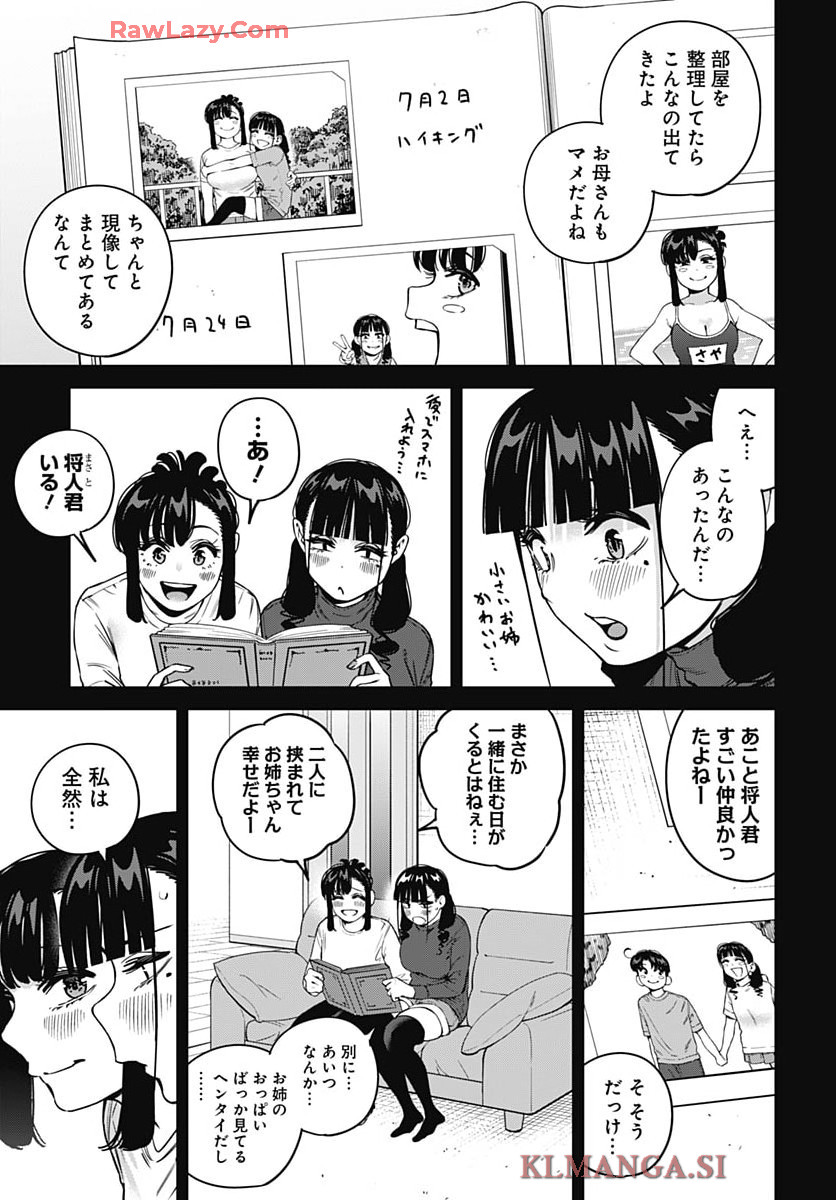 RawLazy.Com
部屋を
整理してたら
こんなの出て
きたよ
お母さんも
マメだよね
7月2日
ハイキング
ちゃんと
現像して
まとめてある
なんて
7月24日
さや
へえ…
こんなの
あったんだ…
小さいお姉
かわいい…
後でスマホに
入れよう…
…あ!
将人君
まさと
いる!
あこと将人君
すごい仲良かっ
たよねー
そ そう
だっけ…
まさか
一緒に住む日が
くるとはねぇ…
二人に
挟まれて
お姉ちゃん
幸せだよー
別に…
あいつ
なんか…
お姉の
おっぱい
ばっか見てる
ヘンタイだし
………
私は
全然…
KLMANGA.SI